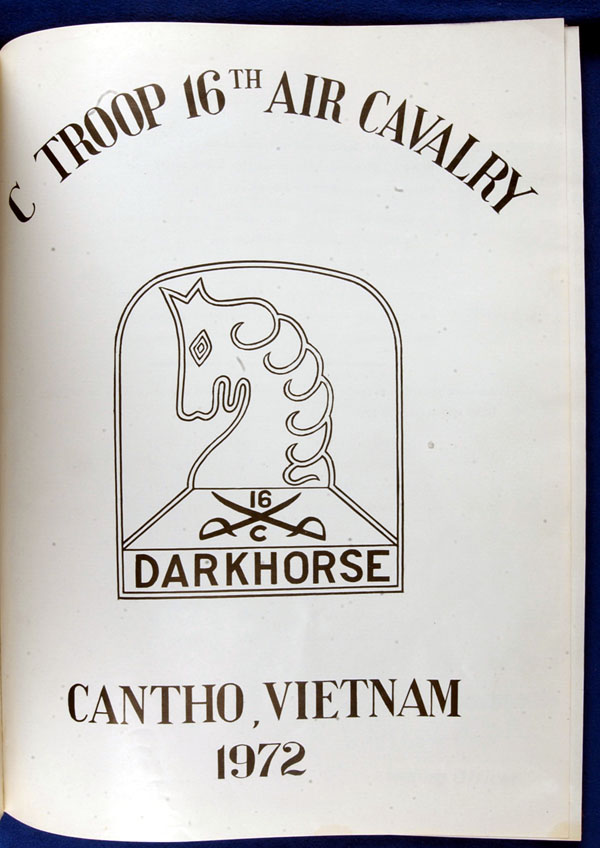 C TROOP 16TH AIR CAVALRY
16
C
DARKHORSE
CANTHO, VIETNAM
1972